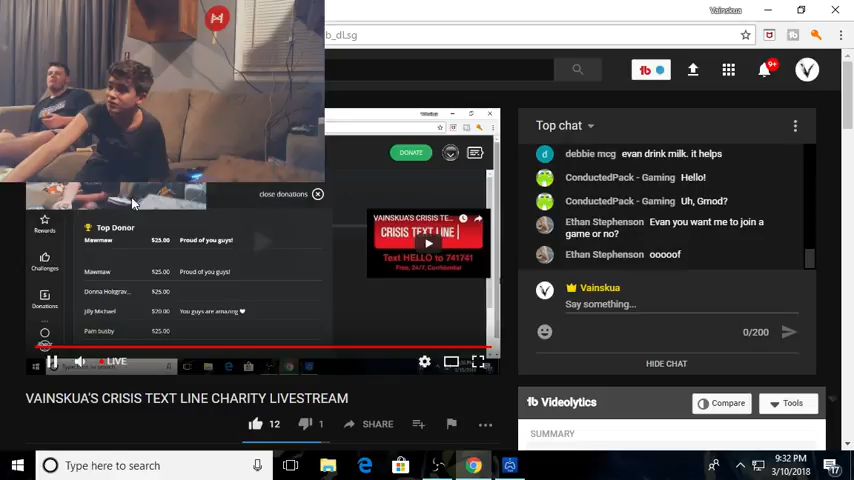 Vainskua
b_dLsg
9+
Top chat
debbie mcg evan drink milk. it helps
ConductedPack - Gaming Hello!
ConductedPack - Gaming Uh, Gmod?
Ethan Stephenson Evan you want me to join a
game or no?
Ethan Stephenson ooooof
Vainskua
Say something...
0/200
HIDE CHAT
DONATE
close donations
Rewards
Challenges
Donations
Top Donor
Mawmaw $25.00 Proud of you guys!
Mawmaw $25.00 Proud of you guys!
Donna Holegrav... $25.00
Jilly Michael $20.00 You guys are amazing
Pam busby $25.00
VAINSKUA'S CRISIS TE...
CRISIS TEXT LINE
Text HELLO to 741741
Free, 24/7, Confidential
LIVE
VAINSKUA'S CRISIS TEXT LINE CHARITY LIVESTREAM
12
1
SHARE
Videolytics
Compare
Tools
SUMMARY
Type here to search
9:32 PM
3/10/2018
17